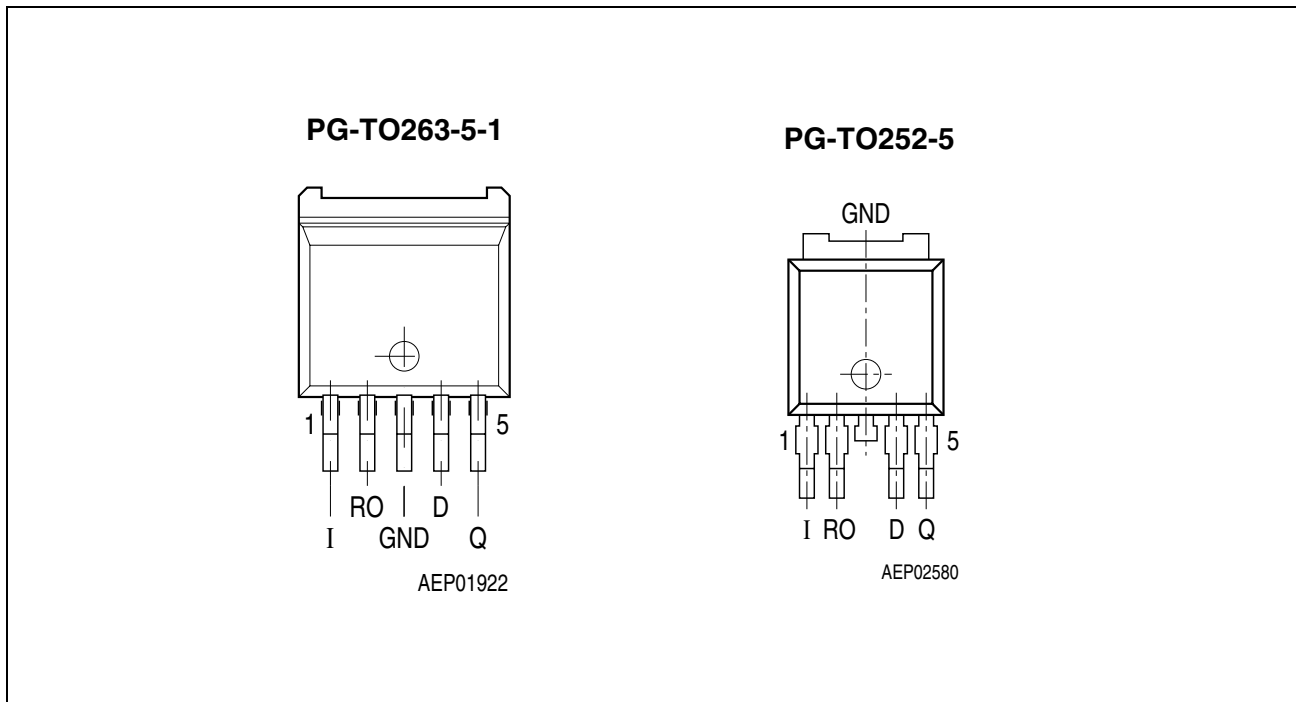 PG-TO263-5-1
1 5
RO D
I GND Q
AEP01922
PG-TO252-5
GND
1 5
I RO D Q
AEP02580